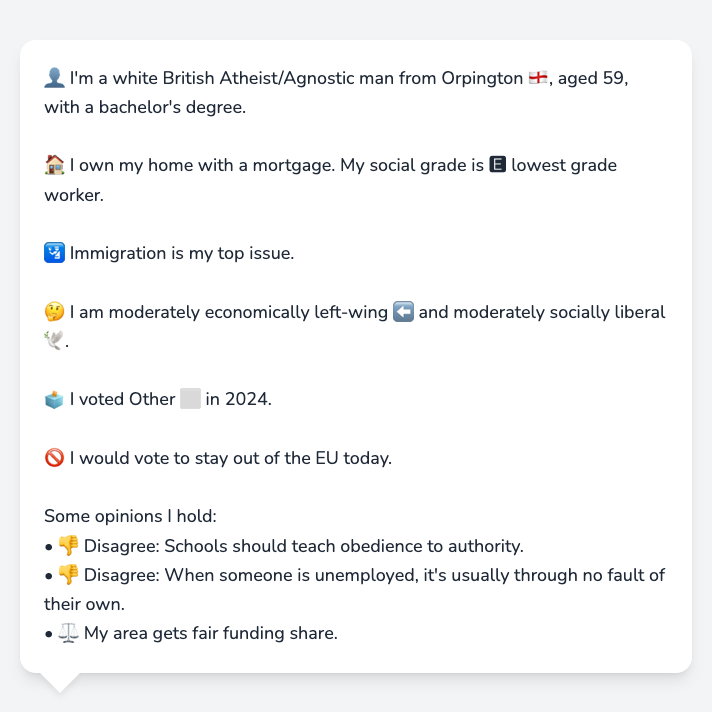 👤 I'm a white British Atheist/Agnostic man from Orpington 🏴󠁧󠁢󠁥󠁮󠁧󠁿, aged 59,
with a bachelor's degree.
🏠 I own my home with a mortgage. My social grade is 🅴 lowest grade
worker.
🛂 Immigration is my top issue.
🤔 I am moderately economically left-wing ⬅️ and moderately socially liberal
🕊️.
🗳️ I voted Other ⬜ in 2024.
🚫 I would vote to stay out of the EU today.
Some opinions I hold:
• 👎 Disagree: Schools should teach obedience to authority.
• 👎 Disagree: When someone is unemployed, it's usually through no fault of
their own.
• ⚖️ My area gets fair funding share.